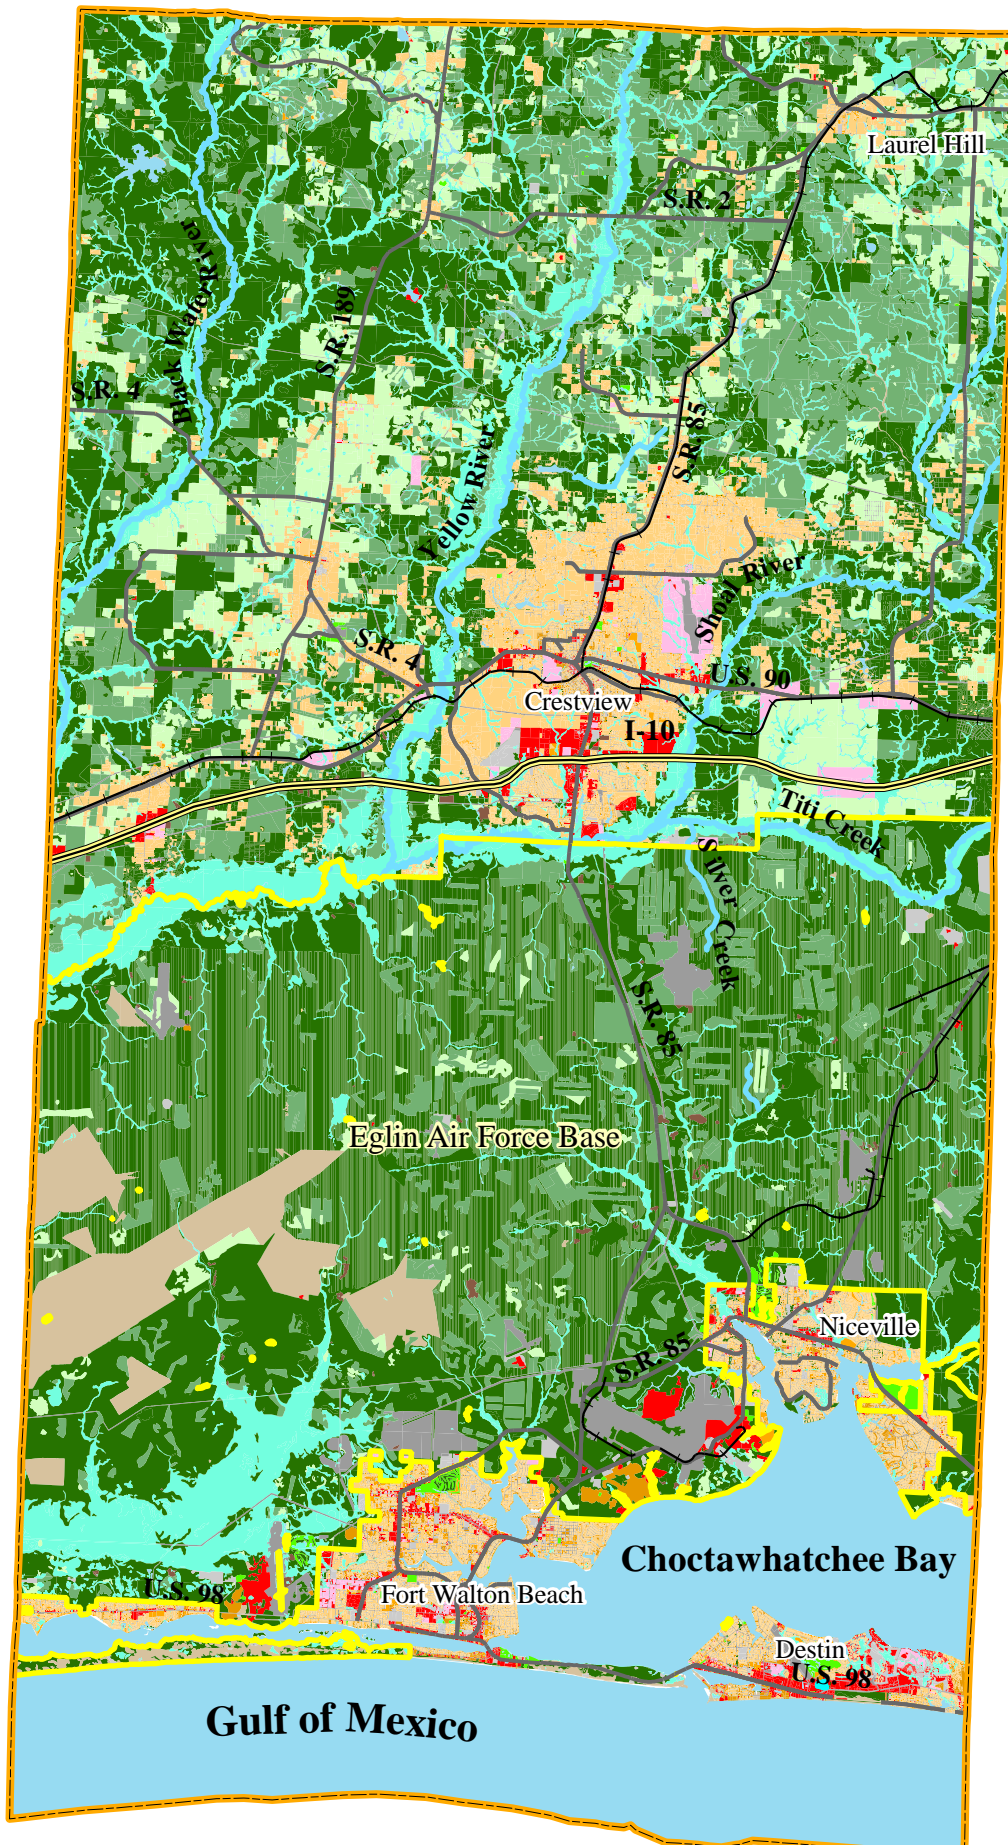 Laurel Hill
S.R. 2
Black Water River
S.R. 189
S.R. 4
S.R. 85
Yellow River
Shoal River
S.R. 4
U.S. 90
Crestview
I-10
Titi Creek
Silver Creek
S.R. 85
Eglin Air Force Base
Niceville
S.R. 85
Choctawhatchee Bay
U.S. 98
Fort Walton Beach
Destin
U.S. 98
Gulf of Mexico